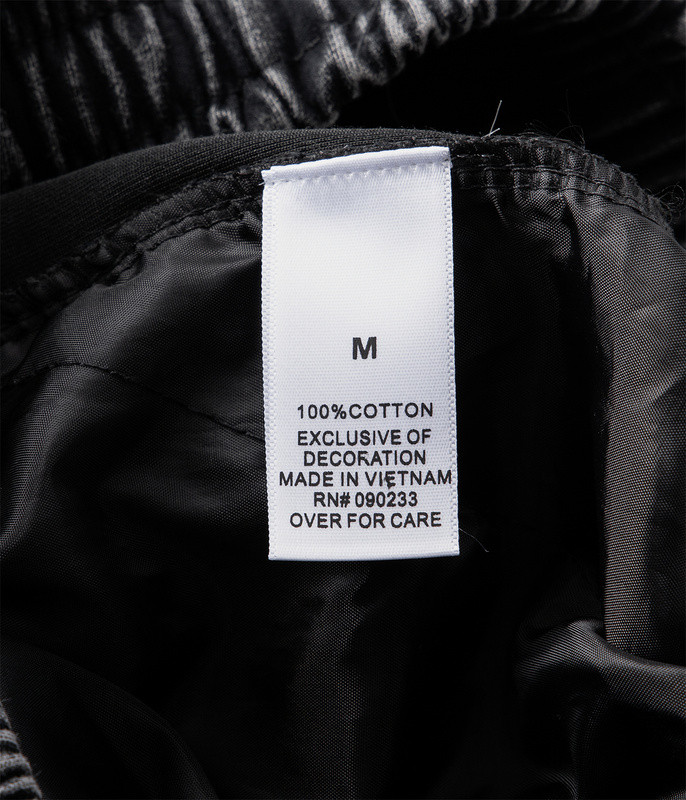 M
100%COTTON
EXCLUSIVE OF
DECORATION
MADE IN VIETNAM
RN# 090233
OVER FOR CARE